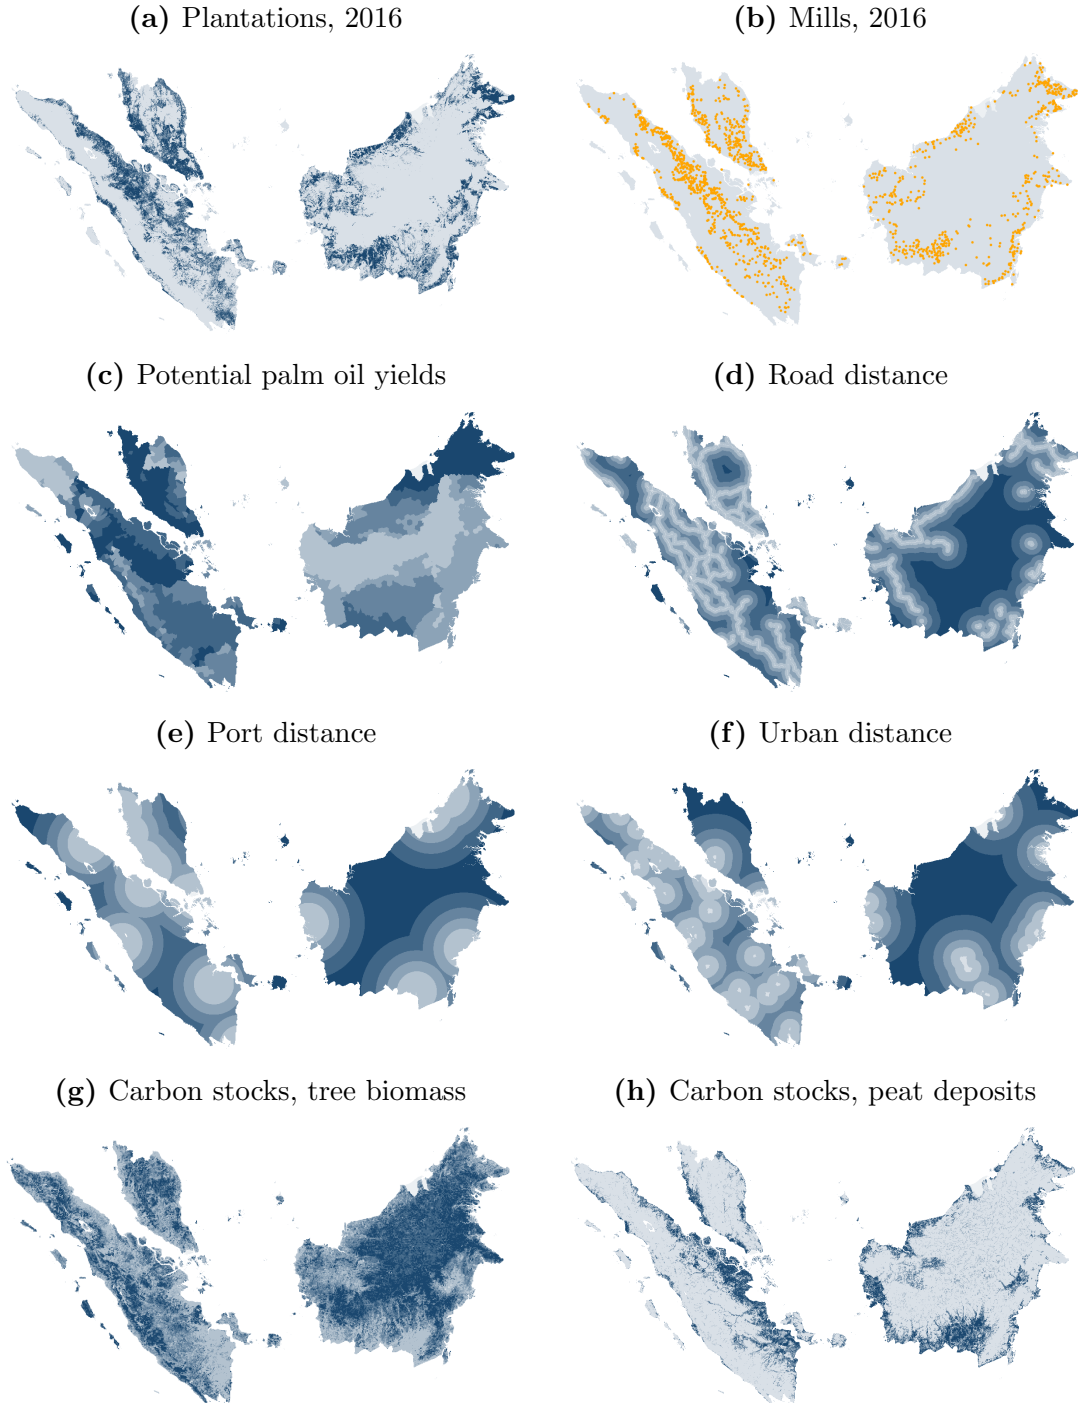 (a) Plantations, 2016
(b) Mills, 2016
(c) Potential palm oil yields
(d) Road distance
(e) Port distance
(f) Urban distance
(g) Carbon stocks, tree biomass
(h) Carbon stocks, peat deposits